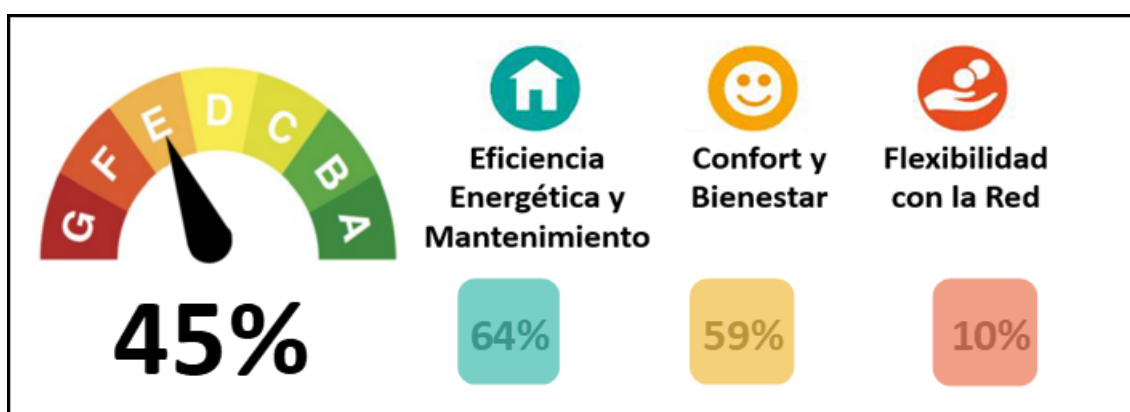 G
F
E
D
C
B
A
45%
Eficiencia
Energética y
Mantenimiento
64%
Confort y
Bienestar
59%
Flexibilidad
con la Red
10%